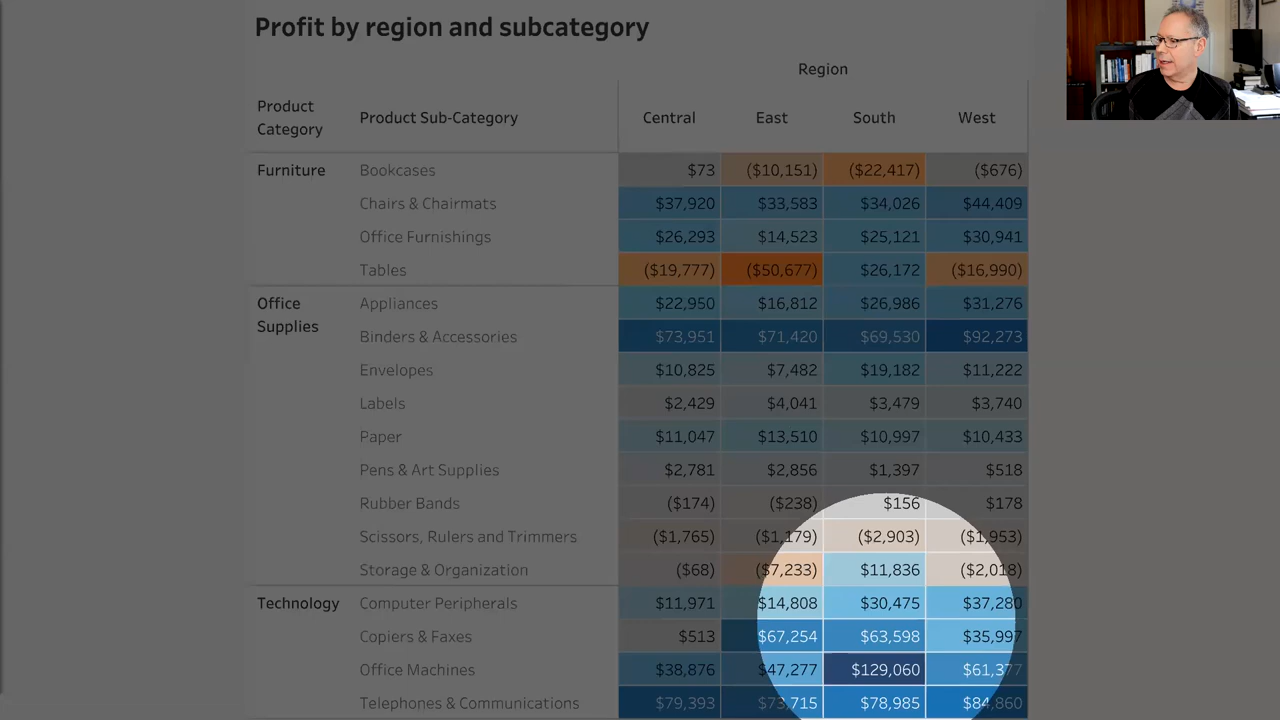 Profit by region and subcategory
Region
Product Category Product Sub-Category Central East South West
Furniture Bookcases $73 ($10,151) ($22,417) ($676)
Chairs & Chairmats $37,920 $33,583 $34,026 $44,409
Office Furnishings $26,293 $14,523 $25,121 $30,941
Tables ($19,777) ($50,677) $26,172 ($16,990)
Office Supplies Appliances $22,950 $16,812 $26,986 $31,276
Binders & Accessories $73,951 $71,420 $69,530 $92,273
Envelopes $10,825 $7,482 $19,182 $11,222
Labels $2,429 $4,041 $3,479 $3,740
Paper $11,047 $13,510 $10,997 $10,433
Pens & Art Supplies $2,781 $2,856 $1,397 $518
Rubber Bands ($174) ($238) $156 $178
Scissors, Rulers and Trimmers ($1,765) ($1,179) ($2,903) ($1,953)
Storage & Organization ($68) ($7,233) $11,836 ($2,018)
Technology Computer Peripherals $11,971 $14,808 $30,475 $37,280
Copiers & Faxes $513 $67,254 $63,598 $35,997
Office Machines $38,876 $47,277 $129,060 $61,377
Telephones & Communications $79,393 $73,715 $78,985 $84,860